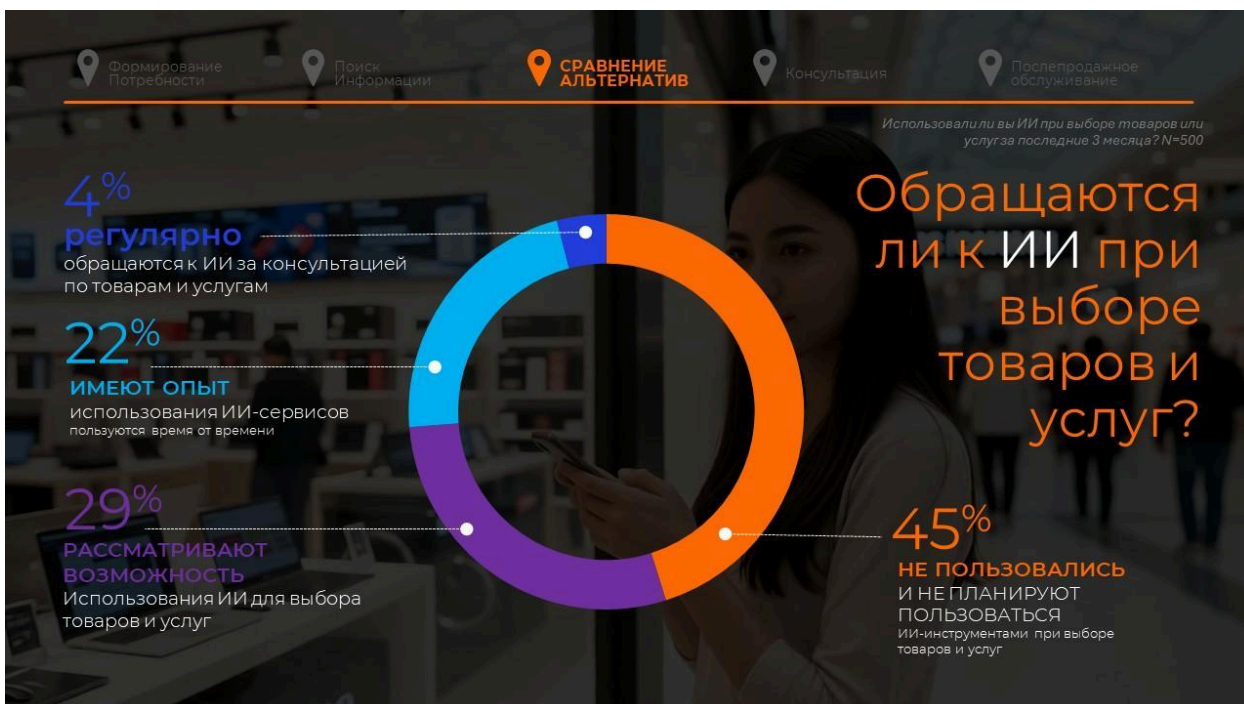 Формирование
Потребности
Поиск
Информации
СРАВНЕНИЕ
АЛЬТЕРНАТИВ
Консультация
Послепродажное
обслуживание
Использовали ли вы ИИ при выборе товаров или
услуг за последние 3 месяца? N=500
Обращаются
ли к ИИ при
выборе
товаров и
услуг?
4%
регулярно
обращаются к ИИ за консультацией
по товарам и услугам
22%
ИМЕЮТ ОПЫТ
использования ИИ-сервисов
пользуются время от времени
29%
РАССМАТРИВАЮТ
ВОЗМОЖНОСТЬ
Использования ИИ для выбора
товаров и услуг
45%
НЕ ПОЛЬЗОВАЛИСЬ
И НЕ ПЛАНИРУЮТ
ПОЛЬЗОВАТЬСЯ
ИИ-инструментами при выборе
товаров и услуг